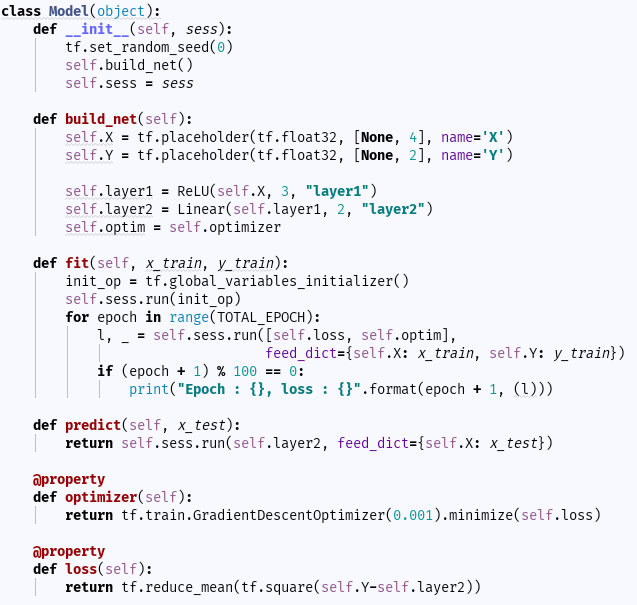 class Model(object):
    def __init__(self, sess):
        tf.set_random_seed(0)
        self.build_net()
        self.sess = sess

    def build_net(self):
        self.X = tf.placeholder(tf.float32, [None, 4], name='X')
        self.Y = tf.placeholder(tf.float32, [None, 2], name='Y')

        self.layer1 = ReLU(self.X, 3, "layer1")
        self.layer2 = Linear(self.layer1, 2, "layer2")
        self.optim = self.optimizer

    def fit(self, x_train, y_train):
        init_op = tf.global_variables_initializer()
        self.sess.run(init_op)
        for epoch in range(TOTAL_EPOCH):
            l, _ = self.sess.run([self.loss, self.optim],
                                 feed_dict={self.X: x_train, self.Y: y_train})
            if (epoch + 1) % 100 == 0:
                print("Epoch : {}, loss : {}".format(epoch + 1, (l)))

    def predict(self, x_test):
        return self.sess.run(self.layer2, feed_dict={self.X: x_test})

    @property
    def optimizer(self):
        return tf.train.GradientDescentOptimizer(0.001).minimize(self.loss)

    @property
    def loss(self):
        return tf.reduce_mean(tf.square(self.Y-self.layer2))